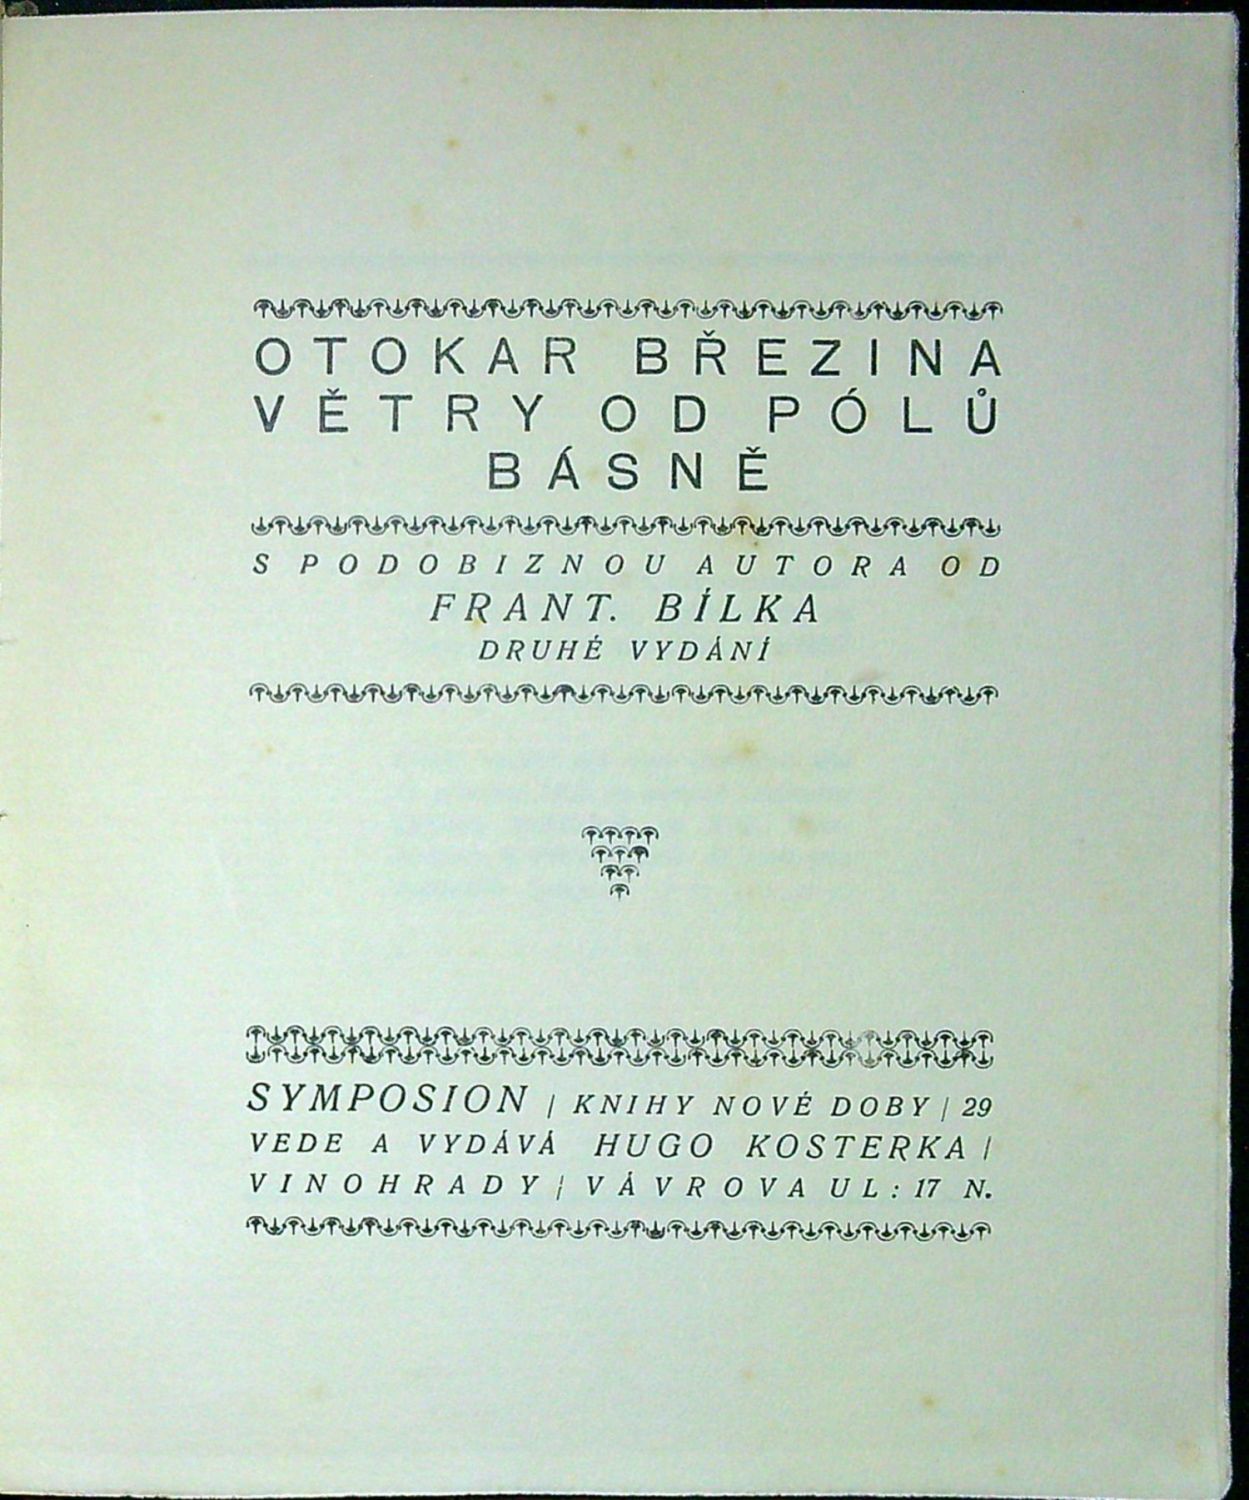 OTOKAR BŘEZINA
VĚTRY OD PÓLŮ
BÁSNĚ
S PODOBIZNOU AUTORA OD
FRANT. BÍLKA
DRUHÉ VYDÁNÍ
SYMPOSION / KNIHY NOVÉ DOBY / 29
VEDE A VYDÁVÁ HUGO KOSTERKA /
VINOHRADY / VÁVROVA UL: 17 N.